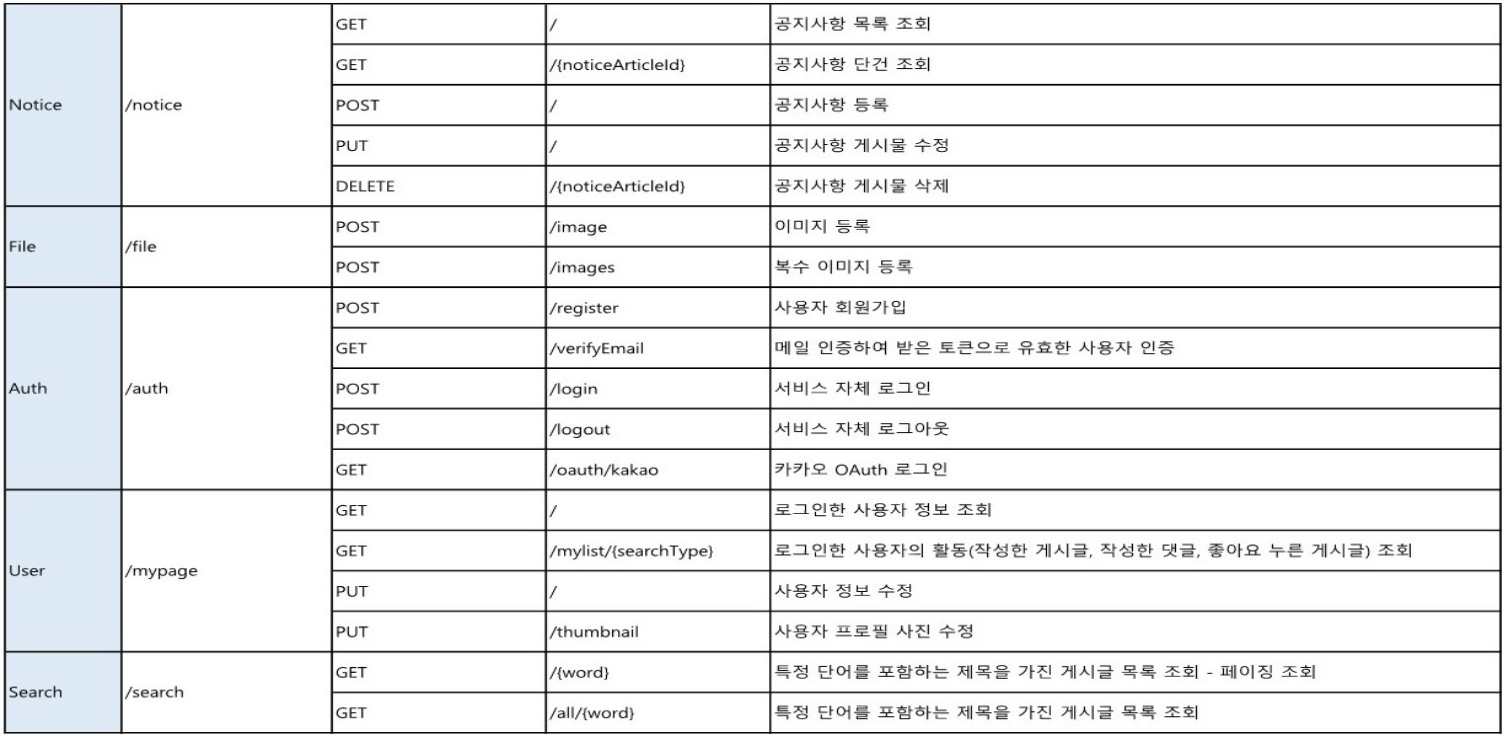 GET / 공지사항 목록 조회
GET /{noticeArticleId} 공지사항 단건 조회
Notice /notice POST / 공지사항 등록
PUT / 공지사항 게시물 수정
DELETE /{noticeArticleId} 공지사항 게시물 삭제
File /file POST /image 이미지 등록
POST /images 복수 이미지 등록
POST /register 사용자 회원가입
GET /verifyEmail 메일 인증하여 받은 토큰으로 유효한 사용자 인증
Auth /auth POST /login 서비스 자체 로그인
POST /logout 서비스 자체 로그아웃
GET /oauth/kakao 카카오 OAuth 로그인
GET / 로그인한 사용자 정보 조회
User /mypage GET /mylist/{searchType} 로그인한 사용자의 활동(작성한 게시글, 작성한 댓글, 좋아요 누른 게시글) 조회
PUT / 사용자 정보 수정
PUT /thumbnail 사용자 프로필 사진 수정
Search /search GET /{word} 특정 단어를 포함하는 제목을 가진 게시글 목록 조회 - 페이징 조회
GET /all/{word} 특정 단어를 포함하는 제목을 가진 게시글 목록 조회